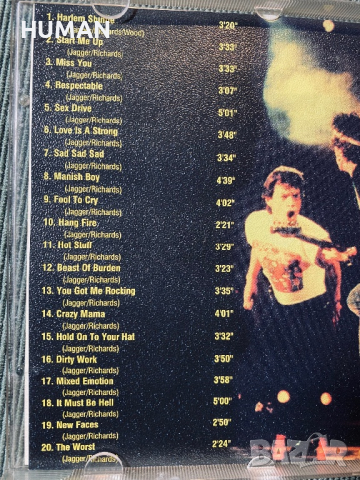 HUMAN
1. Harlem Shuffle 3'20"
/Richards/Wood)
2. Start Me Up 3'33'
(Jagger/Richards)
3. Miss You 3'33'
(Jagger/Richards)
4. Respectable 3'07'
(Jagger/Richards)
5. Sex Drive 5'01'
(Jagger/Richards)
6. Love Is A Strong 3'48"
(Jagger/Richards)
7. Sad Sad Sad 3'34"
(Jagger/Richards)
8. Manish Boy 4'39"
(Jagger/Richards)
9. Fool To Cry 4'02"
(Jagger/Richards)
10. Hang Fire 2'21"
(Jagger/Richards)
11. Hot Stuff 3'29"
(Jagger/Richards)
12. Beast Of Burden 3'23"
(Jagger/Richards)
13. You Got Me Rocking 3'35"
(Jagger/Richards)
14. Crazy Mama 4'01"
(Jagger/Richards)
15. Hold On To Your Hat 3'32"
(Jagger/Richards)
16. Dirty Work 3'50"
(Jagger/Richards)
17. Mixed Emotion 3'58"
(Jagger/Richards)
18. It Must Be Hell 5'00"
(Jagger/Richards)
19. New Faces 2'50"
(Jagger/Richards)
20. The Worst 2'24"
(Jagger/Richards)